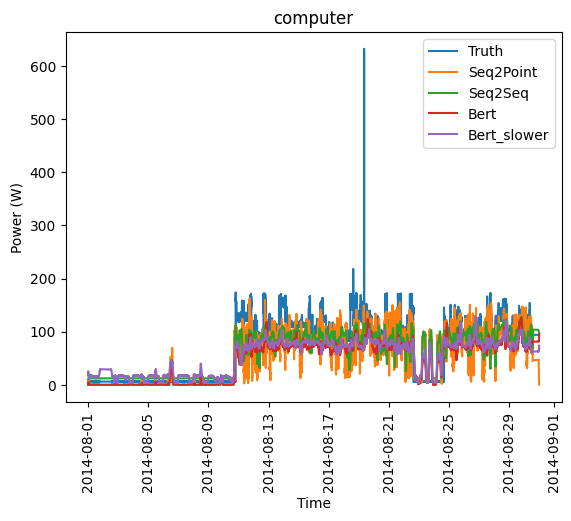 computer
Truth
Seq2Point
Seq2Seq
Bert
Bert_slower
Power (W)
600
500
400
300
200
100
0
2014-08-01
2014-08-05
2014-08-09
2014-08-13
2014-08-17
2014-08-21
2014-08-25
2014-08-29
2014-09-01
Time